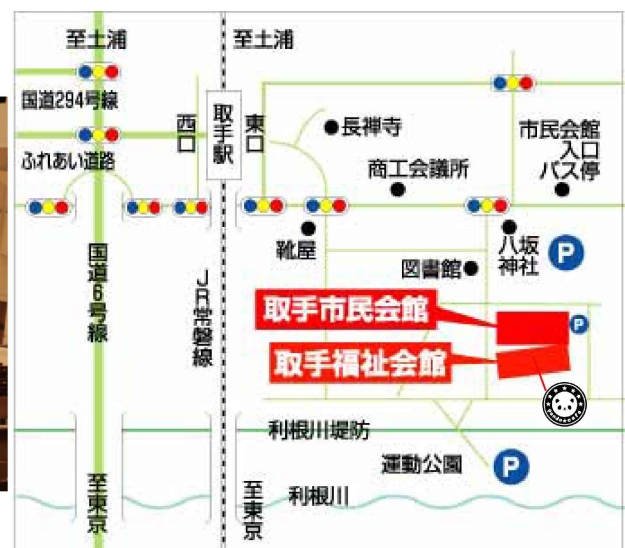 至土浦
至土浦
国道294号線
ふれあい道路
西口
取手駅
東口
長禅寺
商工会議所
市民会館
入口
バス停
靴屋
図書館
八坂
神社
P
国道6号線
JR常磐線
取手市民会館
P
取手福祉会館
利根川堤防
運動公園
P
利根川
至東京
至東京